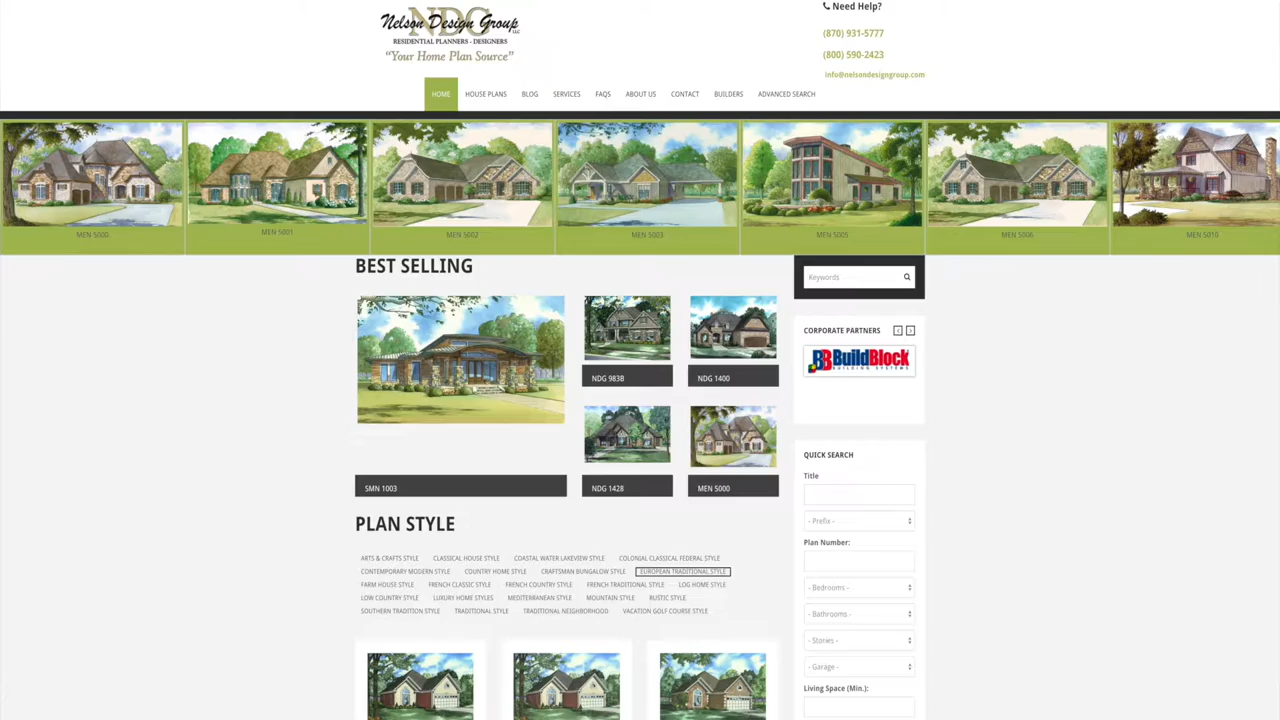 NDG
Nelson Design Group LLC
RESIDENTIAL PLANNERS - DESIGNERS
"Your Home Plan Source"
Need Help?
(870) 931-5777
(800) 590-2423
info@nelsondesigngroup.com
HOME HOUSE PLANS BLOG SERVICES FAQS ABOUT US CONTACT BUILDERS ADVANCED SEARCH
MEN 5000 MEN 5001 MEN 5002 MEN 5003 MEN 5005 MEN 5006 MEN 5010
BEST SELLING
SMN 1003
NDG 983B
NDG 1400
NDG 1428
MEN 5000
PLAN STYLE
ARTS & CRAFTS STYLE CLASSICAL HOUSE STYLE COASTAL WATER LAKEVIEW STYLE COLONIAL CLASSICAL FEDERAL STYLE
CONTEMPORARY MODERN STYLE COUNTRY HOME STYLE CRAFTSMAN BUNGALOW STYLE EUROPEAN TRADITIONAL STYLE
FARM HOUSE STYLE FRENCH CLASSIC STYLE FRENCH COUNTRY STYLE FRENCH TRADITIONAL STYLE LOG HOME STYLE
LOW COUNTRY STYLE LUXURY HOME STYLES MEDITERRANEAN STYLE MOUNTAIN STYLE RUSTIC STYLE
SOUTHERN TRADITION STYLE TRADITIONAL STYLE TRADITIONAL NEIGHBORHOOD VACATION GOLF COURSE STYLE
Keywords
CORPORATE PARTNERS
BB BuildBlock
BUILDING SYSTEMS
QUICK SEARCH
Title
- Prefix -
Plan Number:
- Bedrooms -
- Bathrooms -
- Stories -
- Garage -
Living Space (Min.):